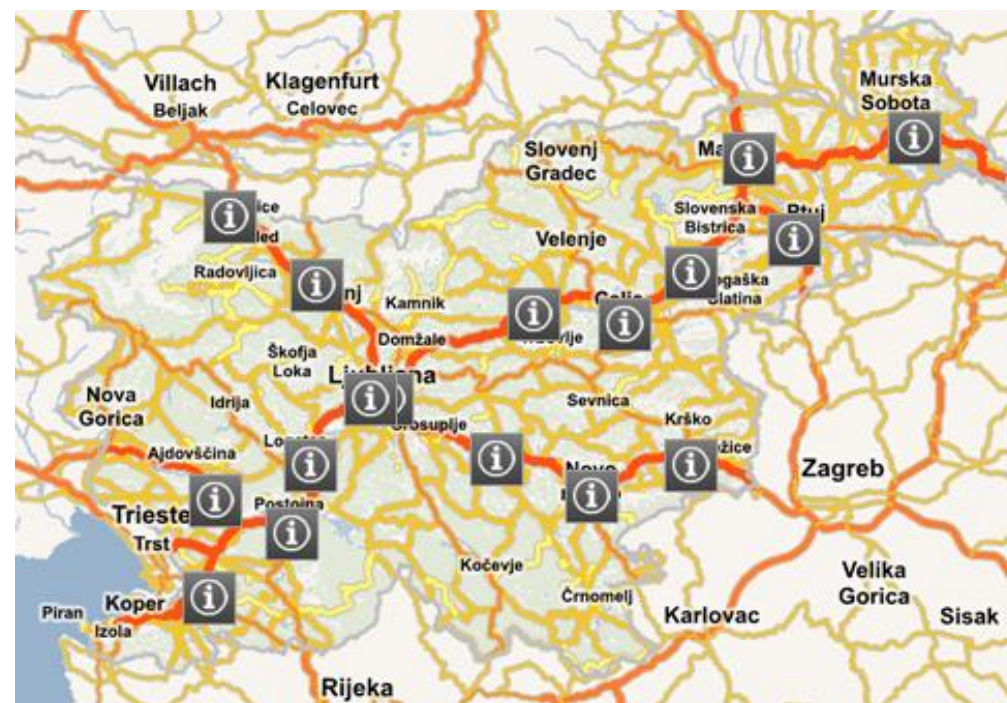 Villach
Beljak
Klagenfurt
Celovec
Murska
Sobota
Slovenj
Gradec
Slovenska
Bistrica
Velenje
Radovljica
Kamnik
Domžale
Škofja
Loka
Nova
Gorica
Idrija
Sevnica
Krško
Ajdovščina
Zagreb
Trieste
Trst
Kočevje
Črnomelj
Velika
Gorica
Koper
Piran
Izola
Karlovac
Sisak
Rijeka